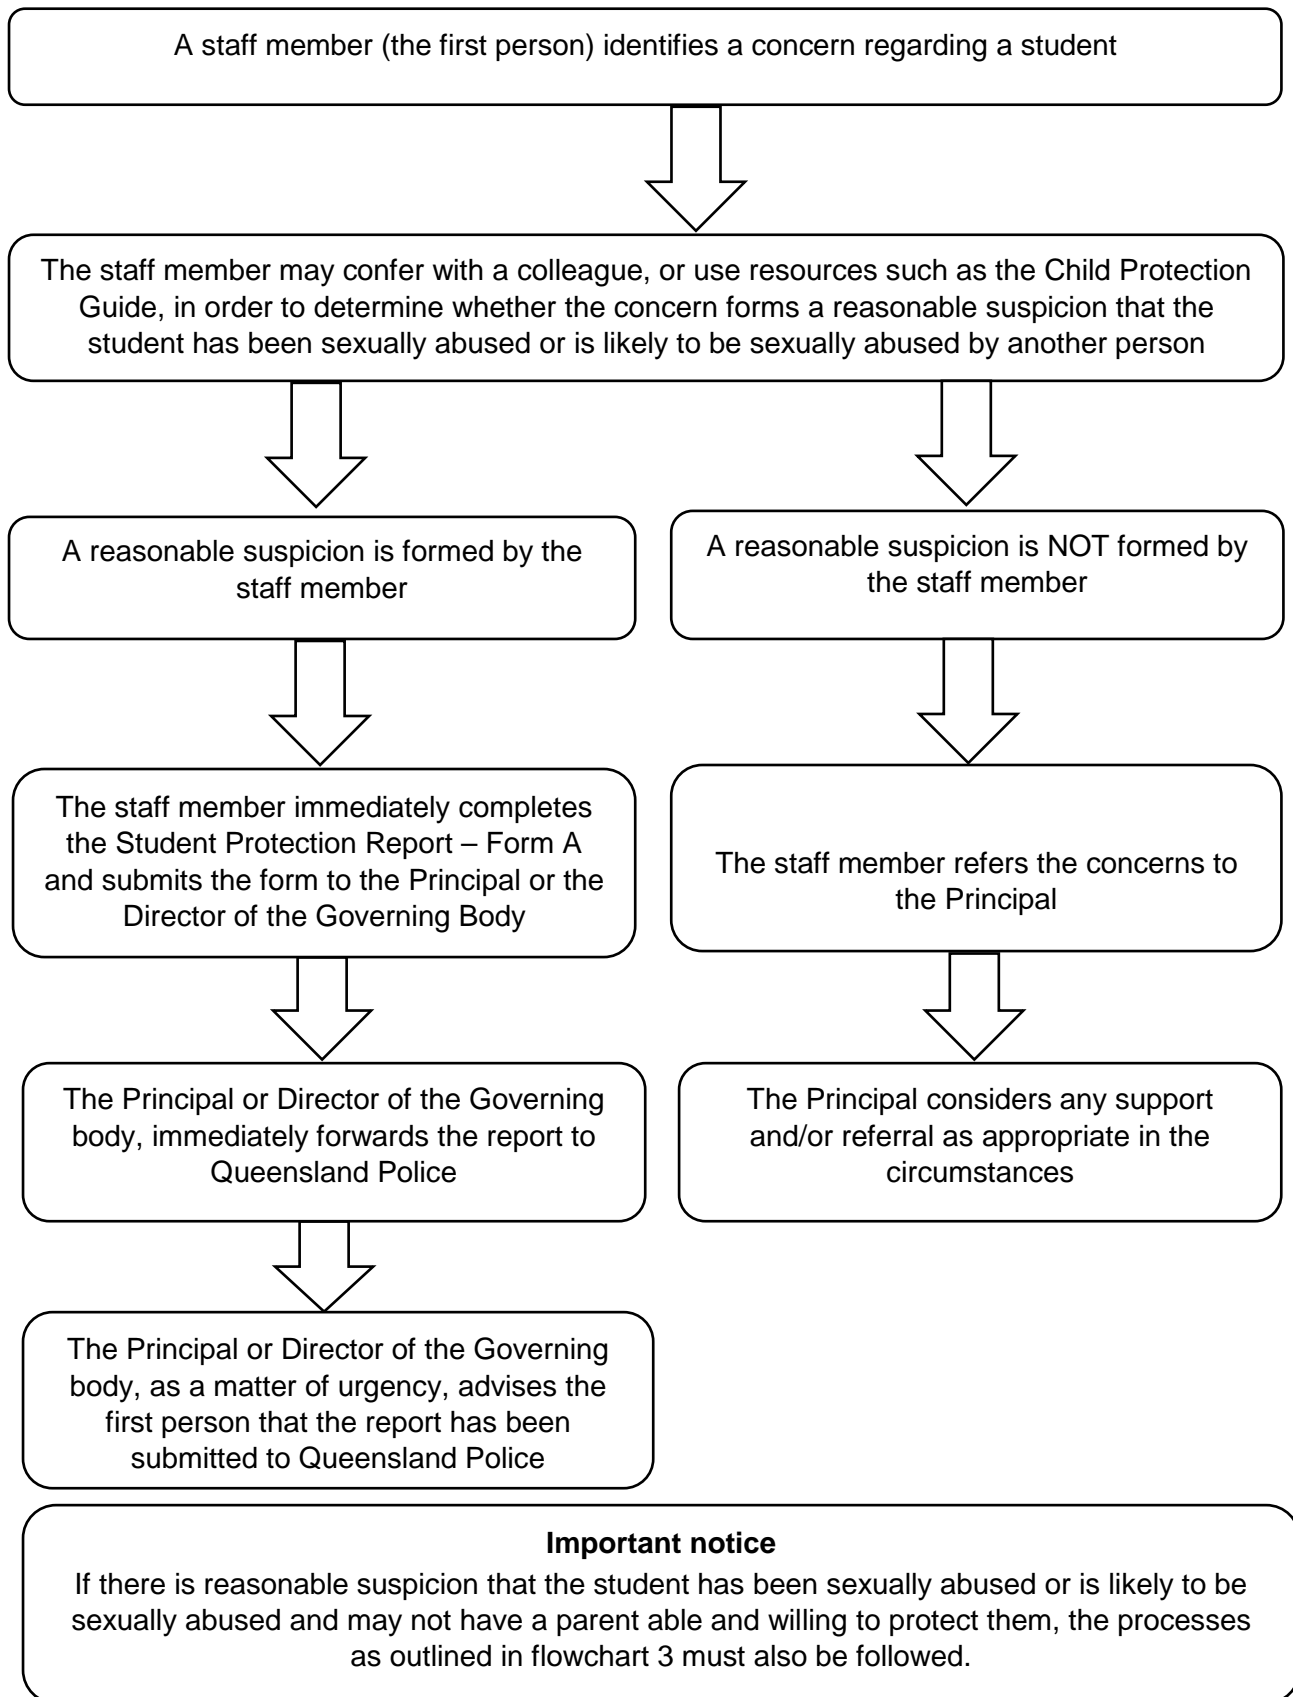 A staff member (the first person) identifies a concern regarding a student
The staff member may confer with a colleague, or use resources such as the Child Protection
Guide, in order to determine whether the concern forms a reasonable suspicion that the
student has been sexually abused or is likely to be sexually abused by another person
A reasonable suspicion is formed by the
staff member
A reasonable suspicion is NOT formed by
the staff member
The staff member immediately completes
the Student Protection Report – Form A
and submits the form to the Principal or the
Director of the Governing Body
The staff member refers the concerns to
the Principal
The Principal or Director of the Governing
body, immediately forwards the report to
Queensland Police
The Principal considers any support
and/or referral as appropriate in the
circumstances
The Principal or Director of the Governing
body, as a matter of urgency, advises the
first person that the report has been
submitted to Queensland Police
Important notice
If there is reasonable suspicion that the student has been sexually abused or is likely to be
sexually abused and may not have a parent able and willing to protect them, the processes
as outlined in flowchart 3 must also be followed.